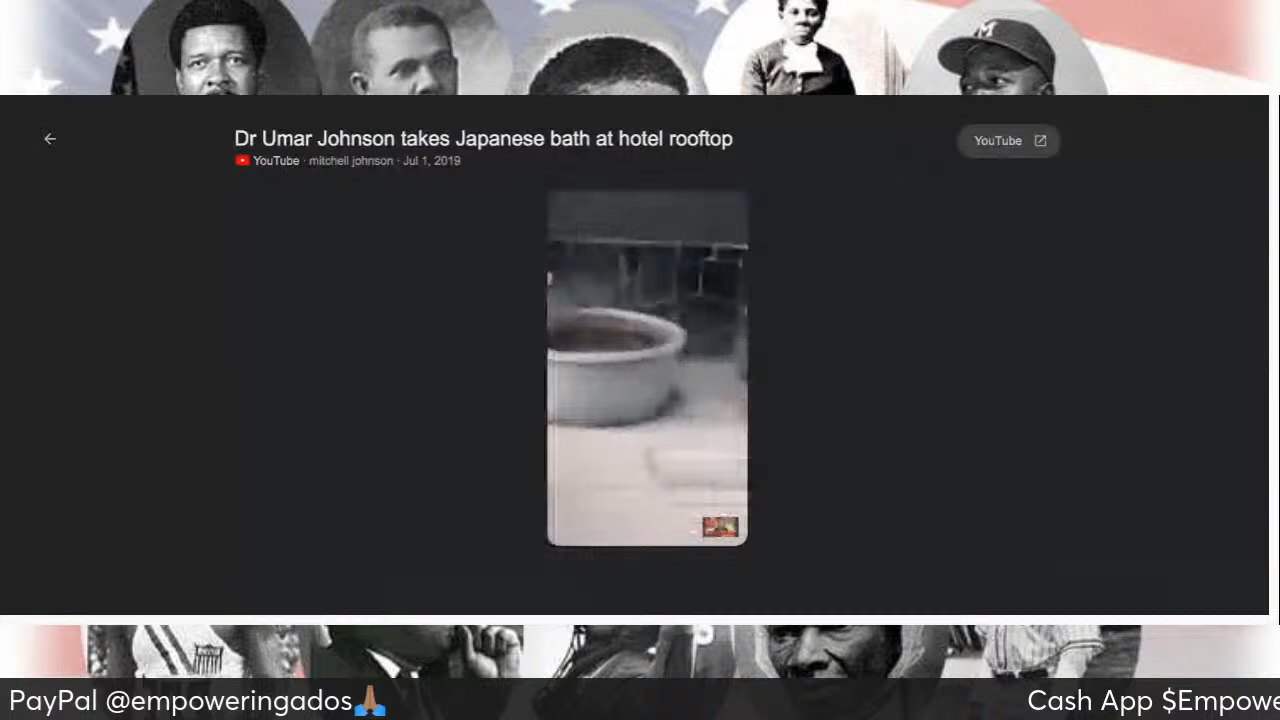 M
Dr Umar Johnson takes Japanese bath at hotel rooftop
YouTube · mitchell johnson · Jul 1, 2019
YouTube
PayPal @empoweringados🙏🏽
Cash App $Empowe